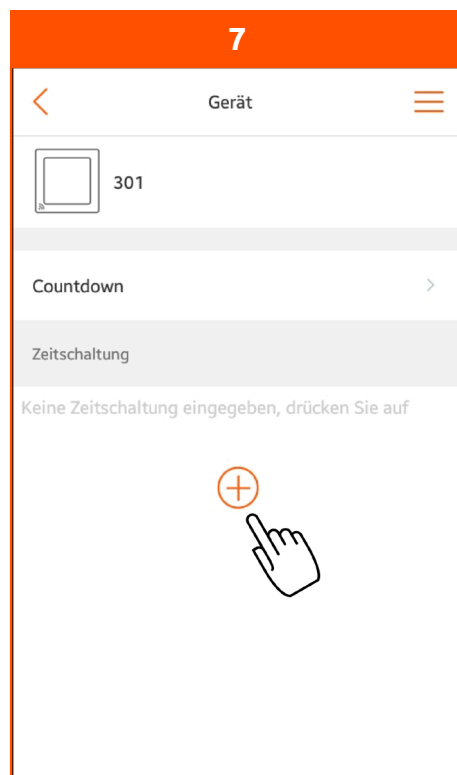 7
Gerät
301
Countdown
Zeitschaltung
Keine Zeitschaltung eingegeben, drücken Sie auf